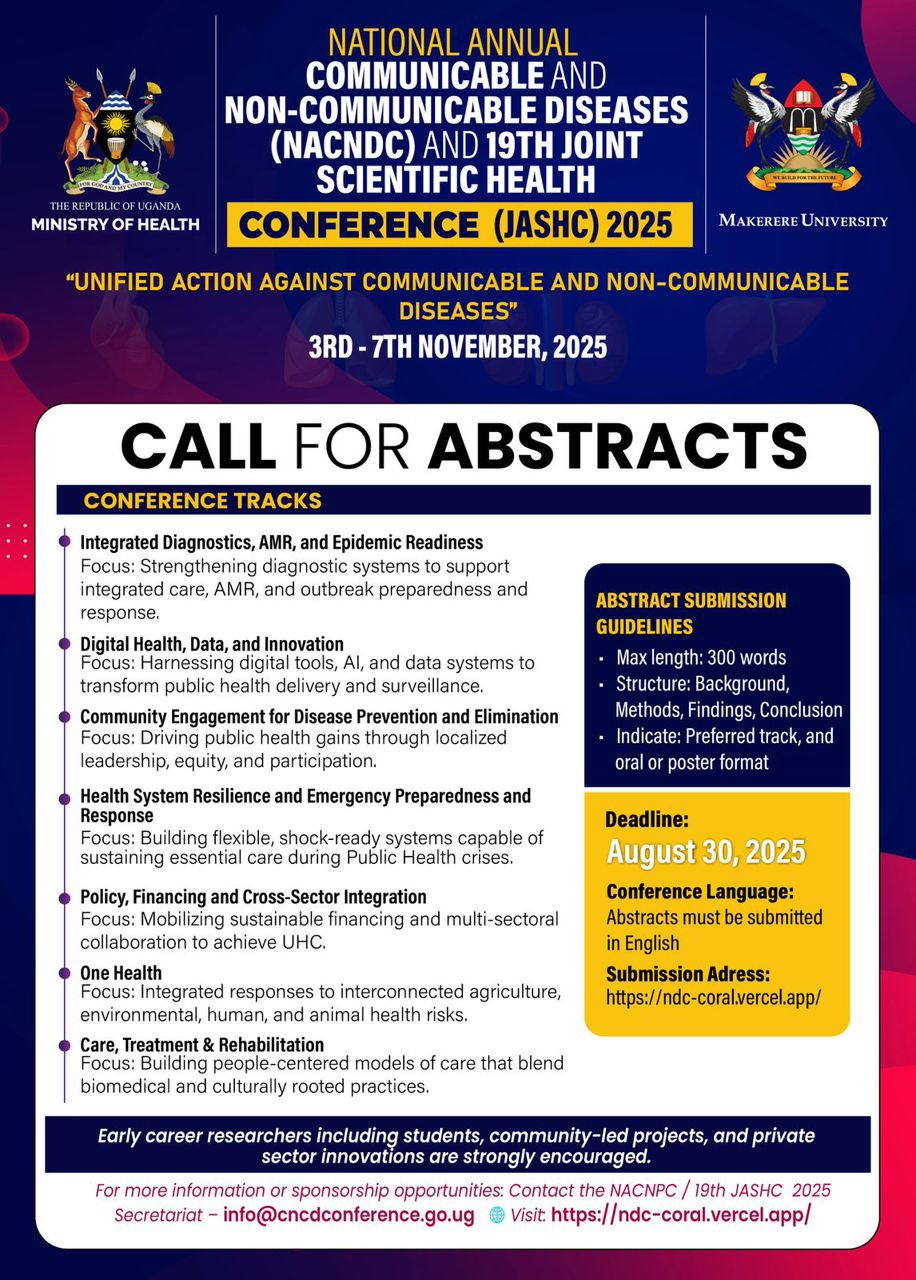 NATIONAL ANNUAL
COMMUNICABLE AND
NON-COMMUNICABLE DISEASES
(NACNDC) AND 19TH JOINT
SCIENTIFIC HEALTH
CONFERENCE (JASHC) 2025
FOR GOD AND MY COUNTRY
THE REPUBLIC OF UGANDA
MINISTRY OF HEALTH
WE BUILD FOR THE FUTURE
MAKERERE UNIVERSITY
“UNIFIED ACTION AGAINST COMMUNICABLE AND NON-COMMUNICABLE
DISEASES”
3RD - 7TH NOVEMBER, 2025
CALL FOR ABSTRACTS
CONFERENCE TRACKS
Integrated Diagnostics, AMR, and Epidemic Readiness
Focus: Strengthening diagnostic systems to support
integrated care, AMR, and outbreak preparedness and
response.
Digital Health, Data, and Innovation
Focus: Harnessing digital tools, AI, and data systems to
transform public health delivery and surveillance.
Community Engagement for Disease Prevention and Elimination
Focus: Driving public health gains through localized
leadership, equity, and participation.
Health System Resilience and Emergency Preparedness and
Response
Focus: Building flexible, shock-ready systems capable of
sustaining essential care during Public Health crises.
Policy, Financing and Cross-Sector Integration
Focus: Mobilizing sustainable financing and multi-sectoral
collaboration to achieve UHC.
One Health
Focus: Integrated responses to interconnected agriculture,
environmental, human, and animal health risks.
Care, Treatment & Rehabilitation
Focus: Building people-centered models of care that blend
biomedical and culturally rooted practices.
ABSTRACT SUBMISSION
GUIDELINES
• Max length: 300 words
• Structure: Background,
Methods, Findings, Conclusion
• Indicate: Preferred track, and
oral or poster format
Deadline:
August 30, 2025
Conference Language:
Abstracts must be submitted
in English
Submission Adress:
https://ndc-coral.vercel.app/
Early career researchers including students, community-led projects, and private
sector innovations are strongly encouraged.
For more information or sponsorship opportunities: Contact the NACNPC / 19th JASHC 2025
Secretariat – info@cncdconference.go.ug Visit: https://ndc-coral.vercel.app/